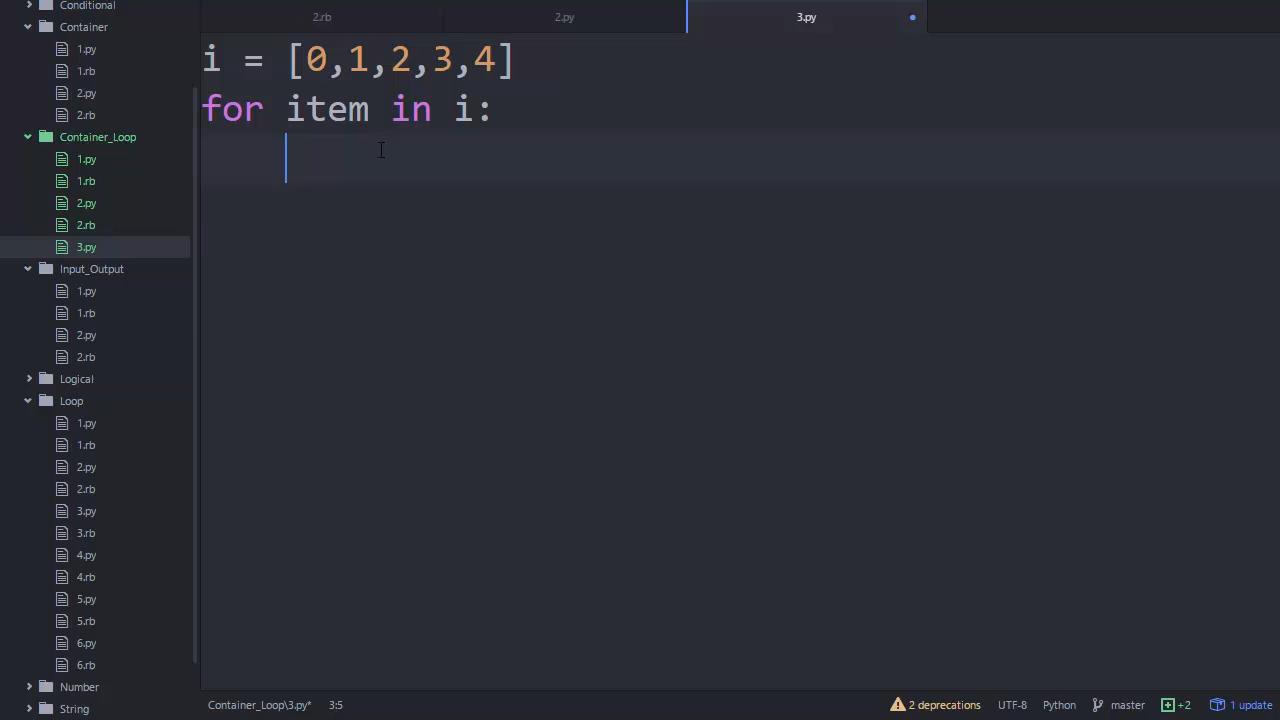 Conditional
Container
1.py
1.rb
2.py
2.rb
Container_Loop
1.py
1.rb
2.py
2.rb
3.py
Input_Output
1.py
1.rb
2.py
2.rb
Logical
Loop
1.py
1.rb
2.py
2.rb
3.py
3.rb
4.py
4.rb
5.py
5.rb
6.py
6.rb
Number
String
2.rb 2.py 3.py
i = [0,1,2,3,4]
for item in i:
Container_Loop\3.py* 3:5 2 deprecations UTF-8 Python master +2 1 update